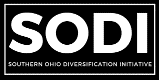 SODI
SOUTHERN OHIO DIVERSIFICATION INITIATIVE